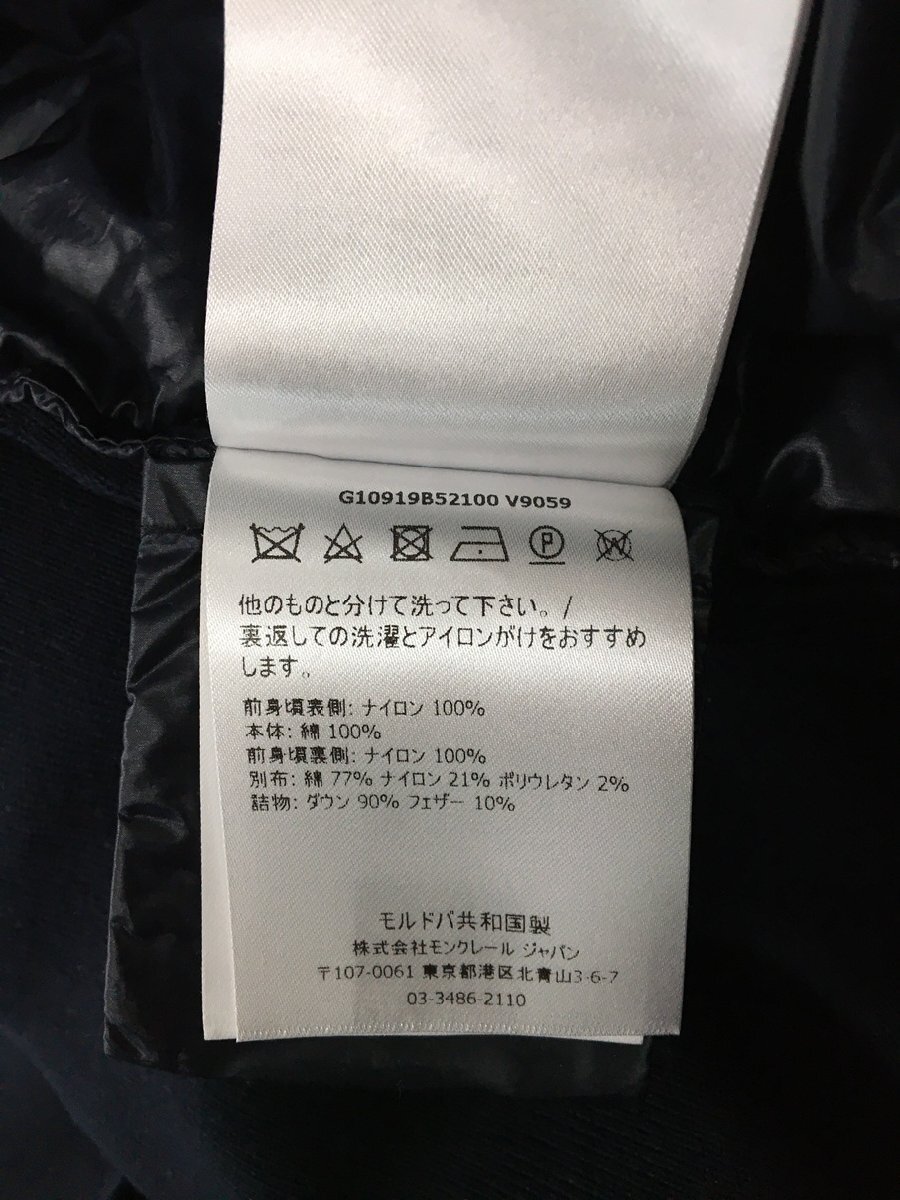 G10919B52100 V9059
他のものと分けて洗って下さい。/
裏返しての洗濯とアイロンがけをおすすめ
します。
前身頃表側: ナイロン 100%
本体: 綿 100%
前身頃裏側: ナイロン 100%
別布: 綿 77% ナイロン 21% ポリウレタン 2%
詰物: ダウン 90% フェザー 10%
モルドバ共和国製
株式会社モンクレール ジャパン
〒107-0061 東京都港区北青山3-6-7
03-3486-2110